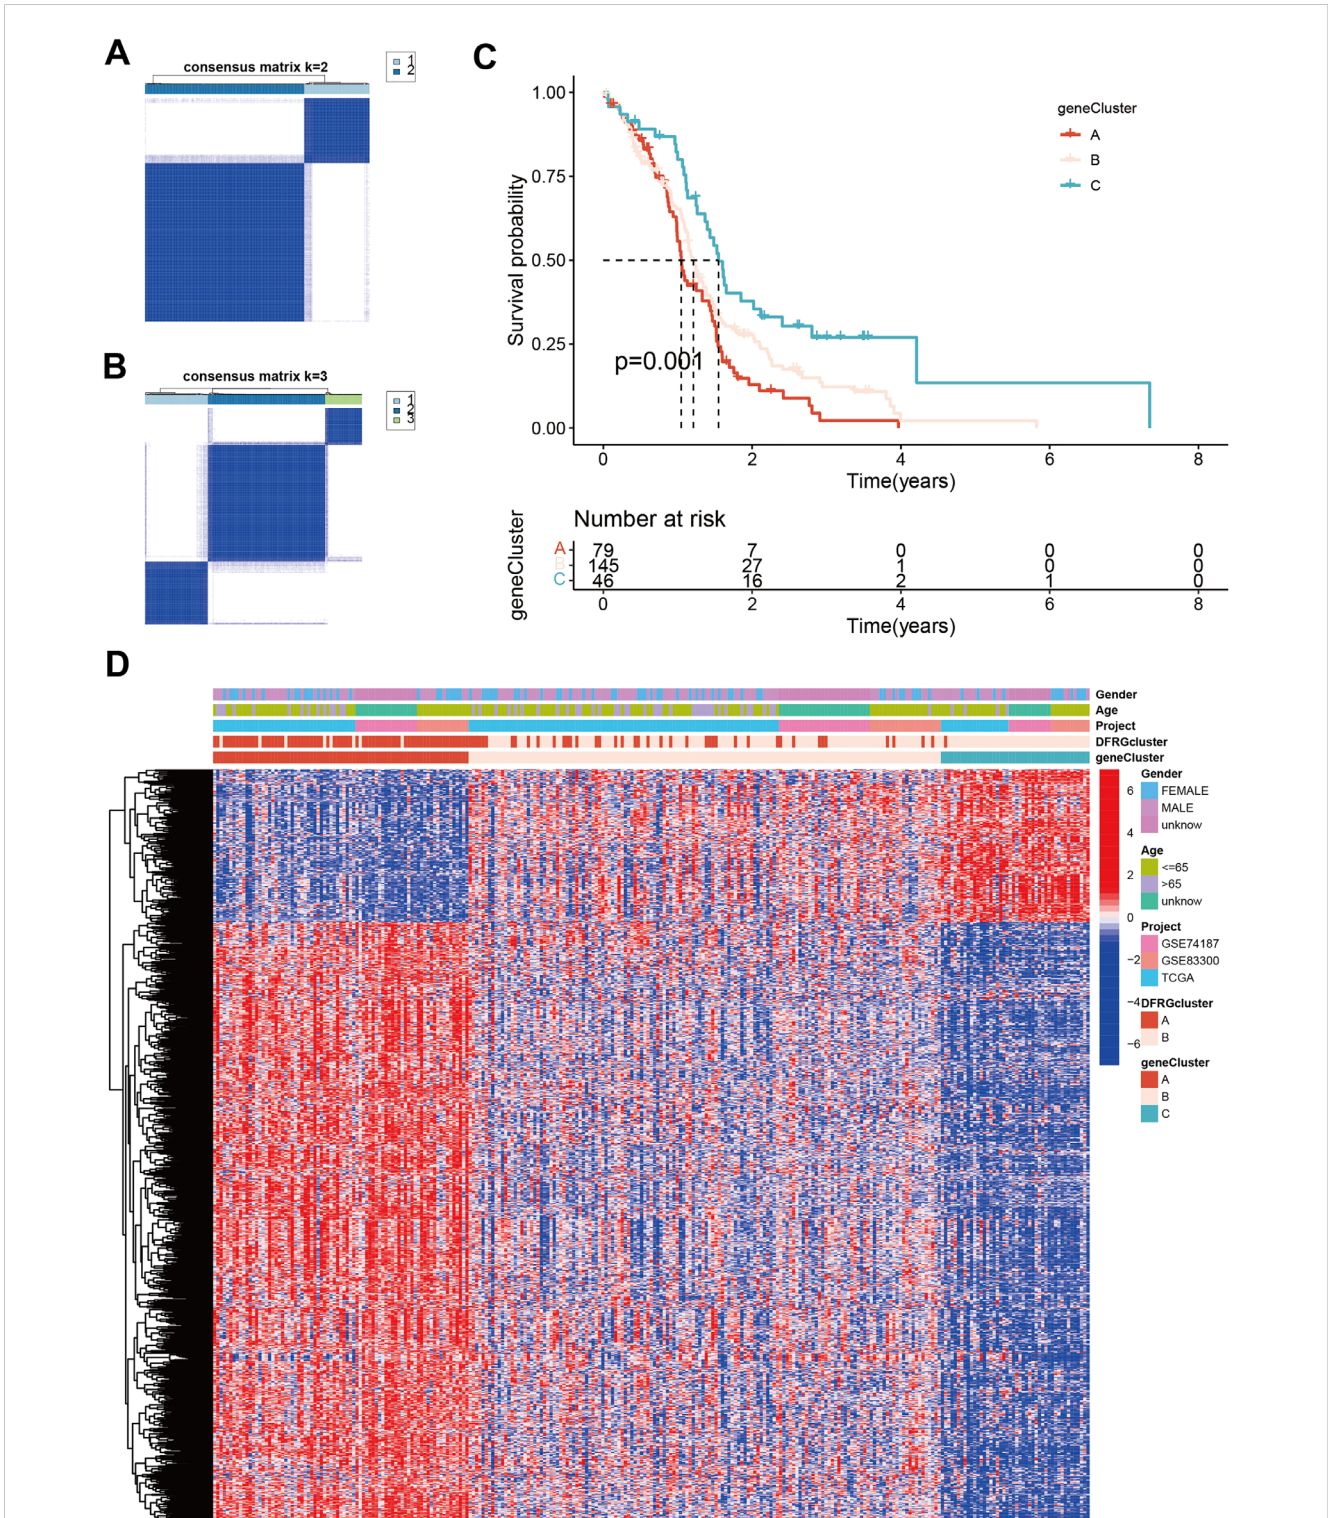 A
consensus matrix k=2
1
2
B
consensus matrix k=3
1
2
3
C
1.00
0.75
0.50
0.25
0.00
Survival probability
p=0.001
geneCluster
A
B
C
0 2 4 6 8
Time(years)
Number at risk
geneCluster
A 79 7 0 0 0
B 145 27 1 0 0
C 46 16 2 1 0
0 2 4 6 8
Time(years)
D
Gender
Age
Project
DFRGcluster
geneCluster
6
4
2
0
−2
−4
−6
Gender
FEMALE
MALE
unknow
Age
<=65
>65
unknow
Project
GSE74187
GSE83300
TCGA
DFRGcluster
A
B
geneCluster
A
B
C